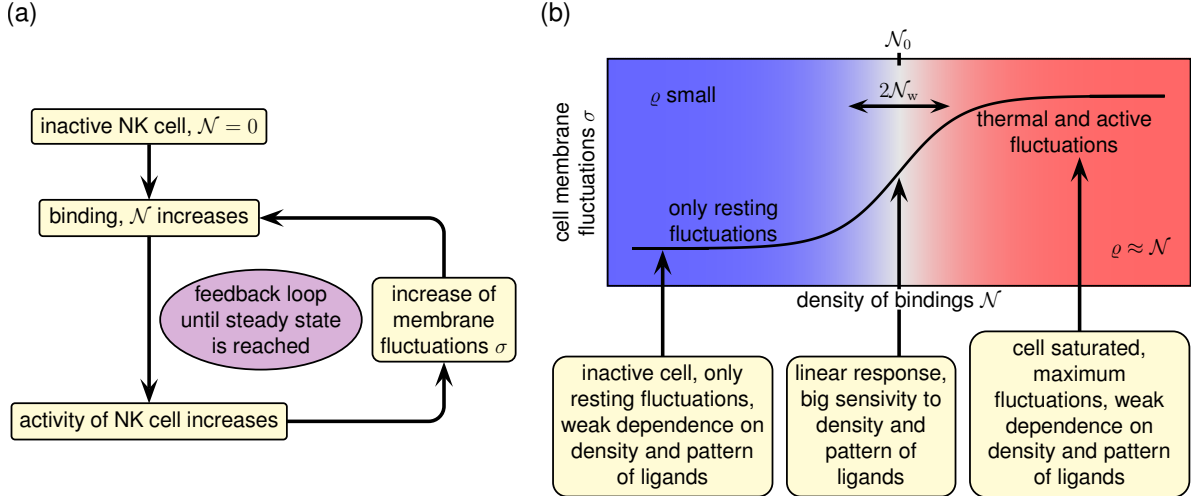 (a)
inactive NK cell, 𝒩 = 0
binding, 𝒩 increases
feedback loop
until steady state
is reached
increase of
membrane
fluctuations σ
activity of NK cell increases
(b)
𝒩₀
ϱ small
2𝒩w
thermal and active
fluctuations
only resting
fluctuations
ϱ ≈ 𝒩
cell membrane
fluctuations σ
density of bindings 𝒩
inactive cell, only
resting fluctuations,
weak dependence on
density and pattern
of ligands
linear response,
big sensivity to
density and
pattern of
ligands
cell saturated,
maximum
fluctuations, weak
dependence on
density and pattern
of ligands